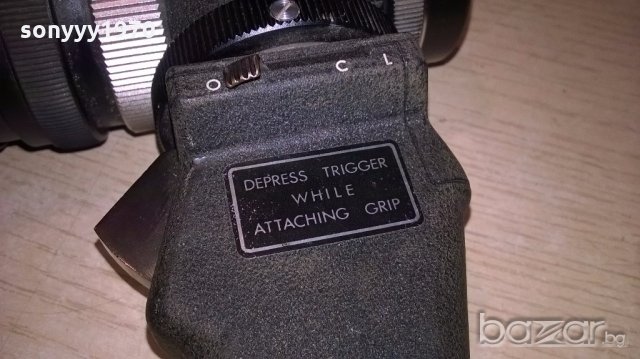 sonyyy1970
O C L
DEPRESS TRIGGER
WHILE
ATTACHING GRIP
bazar.bg